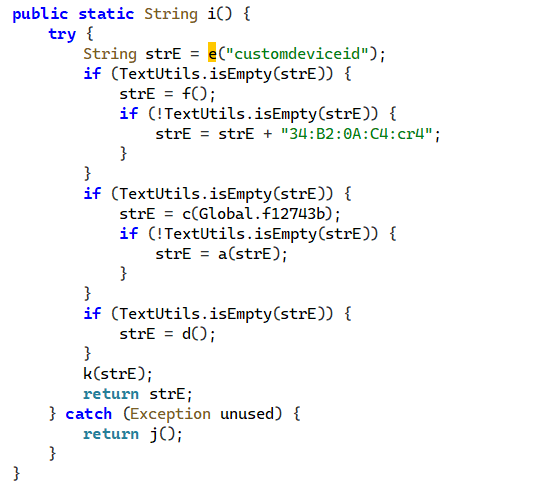 public static String i() {
    try {
        String strE = e("customdeviceid");
        if (TextUtils.isEmpty(strE)) {
            strE = f();
            if (!TextUtils.isEmpty(strE)) {
                strE = strE + "34:B2:0A:C4:cr4";
            }
        }
        if (TextUtils.isEmpty(strE)) {
            strE = c(Global.f12743b);
            if (!TextUtils.isEmpty(strE)) {
                strE = a(strE);
            }
        }
        if (TextUtils.isEmpty(strE)) {
            strE = d();
        }
        k(strE);
        return strE;
    } catch (Exception unused) {
        return j();
    }
}